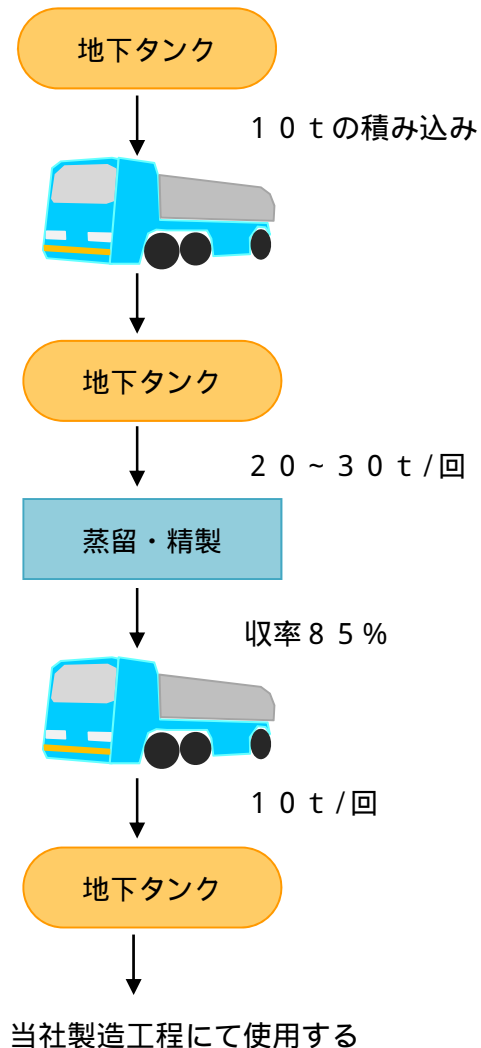 地下タンク
１０ｔの積み込み
地下タンク
２０~３０ｔ/回
蒸留・精製
収率８５%
１０ｔ/回
地下タンク
当社製造工程にて使用する